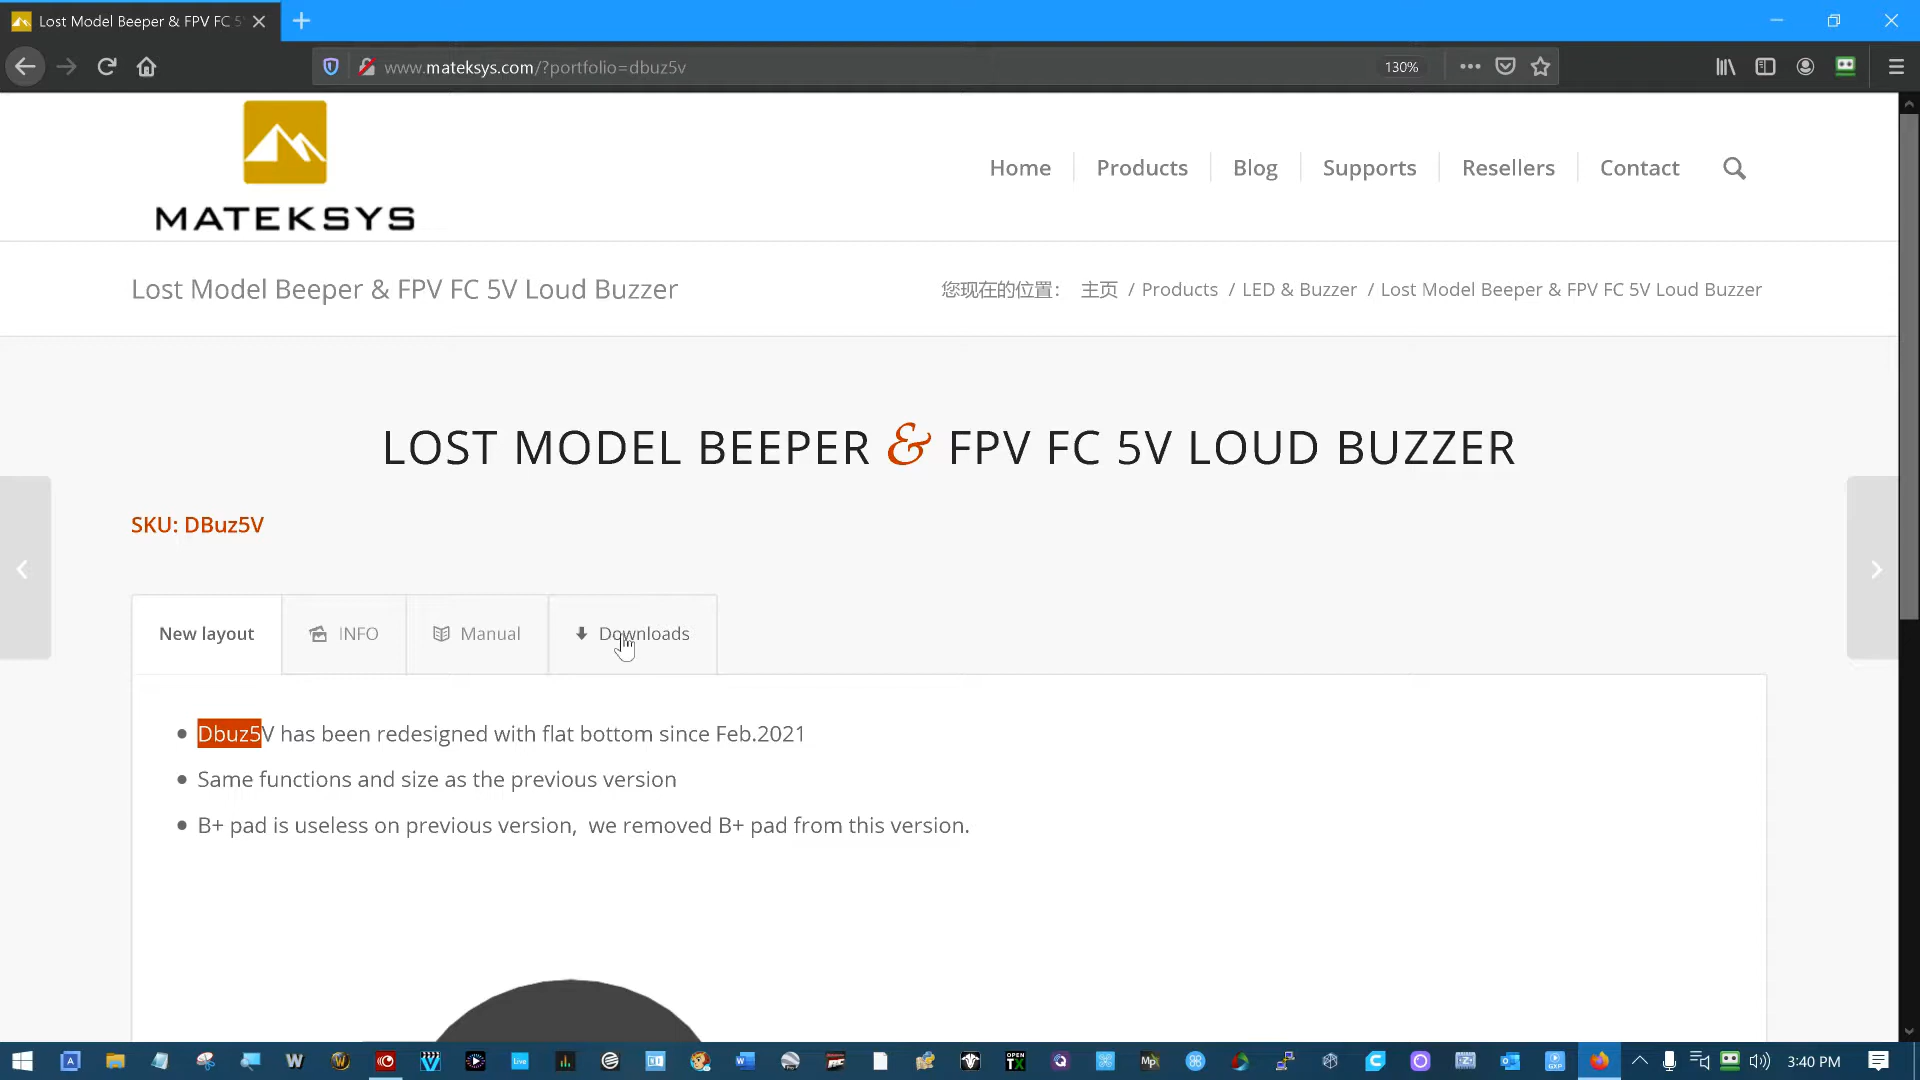 Lost Model Beeper & FPV FC 5
www.mateksys.com/?portfolio=dbuz5v
130%
MATEKSYS
Home
Products
Blog
Supports
Resellers
Contact
Lost Model Beeper & FPV FC 5V Loud Buzzer
您现在的位置： 主页 / Products / LED & Buzzer / Lost Model Beeper & FPV FC 5V Loud Buzzer
LOST MODEL BEEPER & FPV FC 5V LOUD BUZZER
SKU: DBuz5V
New layout
INFO
Manual
Downloads
Dbuz5V has been redesigned with flat bottom since Feb.2021
Same functions and size as the previous version
B+ pad is useless on previous version, we removed B+ pad from this version.
3:40 PM